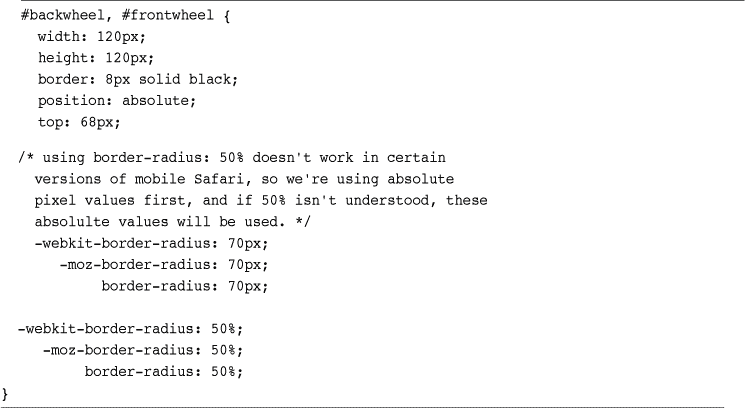 #backwheel, #frontwheel {
width: 120px;
height: 120px;
border: 8px solid black;
position: absolute;
top: 68px;
/* using border-radius: 50% doesn't work in certain
versions of mobile Safari, so we're using absolute
pixel values first, and if 50% isn't understood, these
absolulte values will be used. */
-webkit-border-radius: 70px;
-moz-border-radius: 70px;
border-radius: 70px;
-webkit-border-radius: 50%;
-moz-border-radius: 50%;
border-radius: 50%;
}